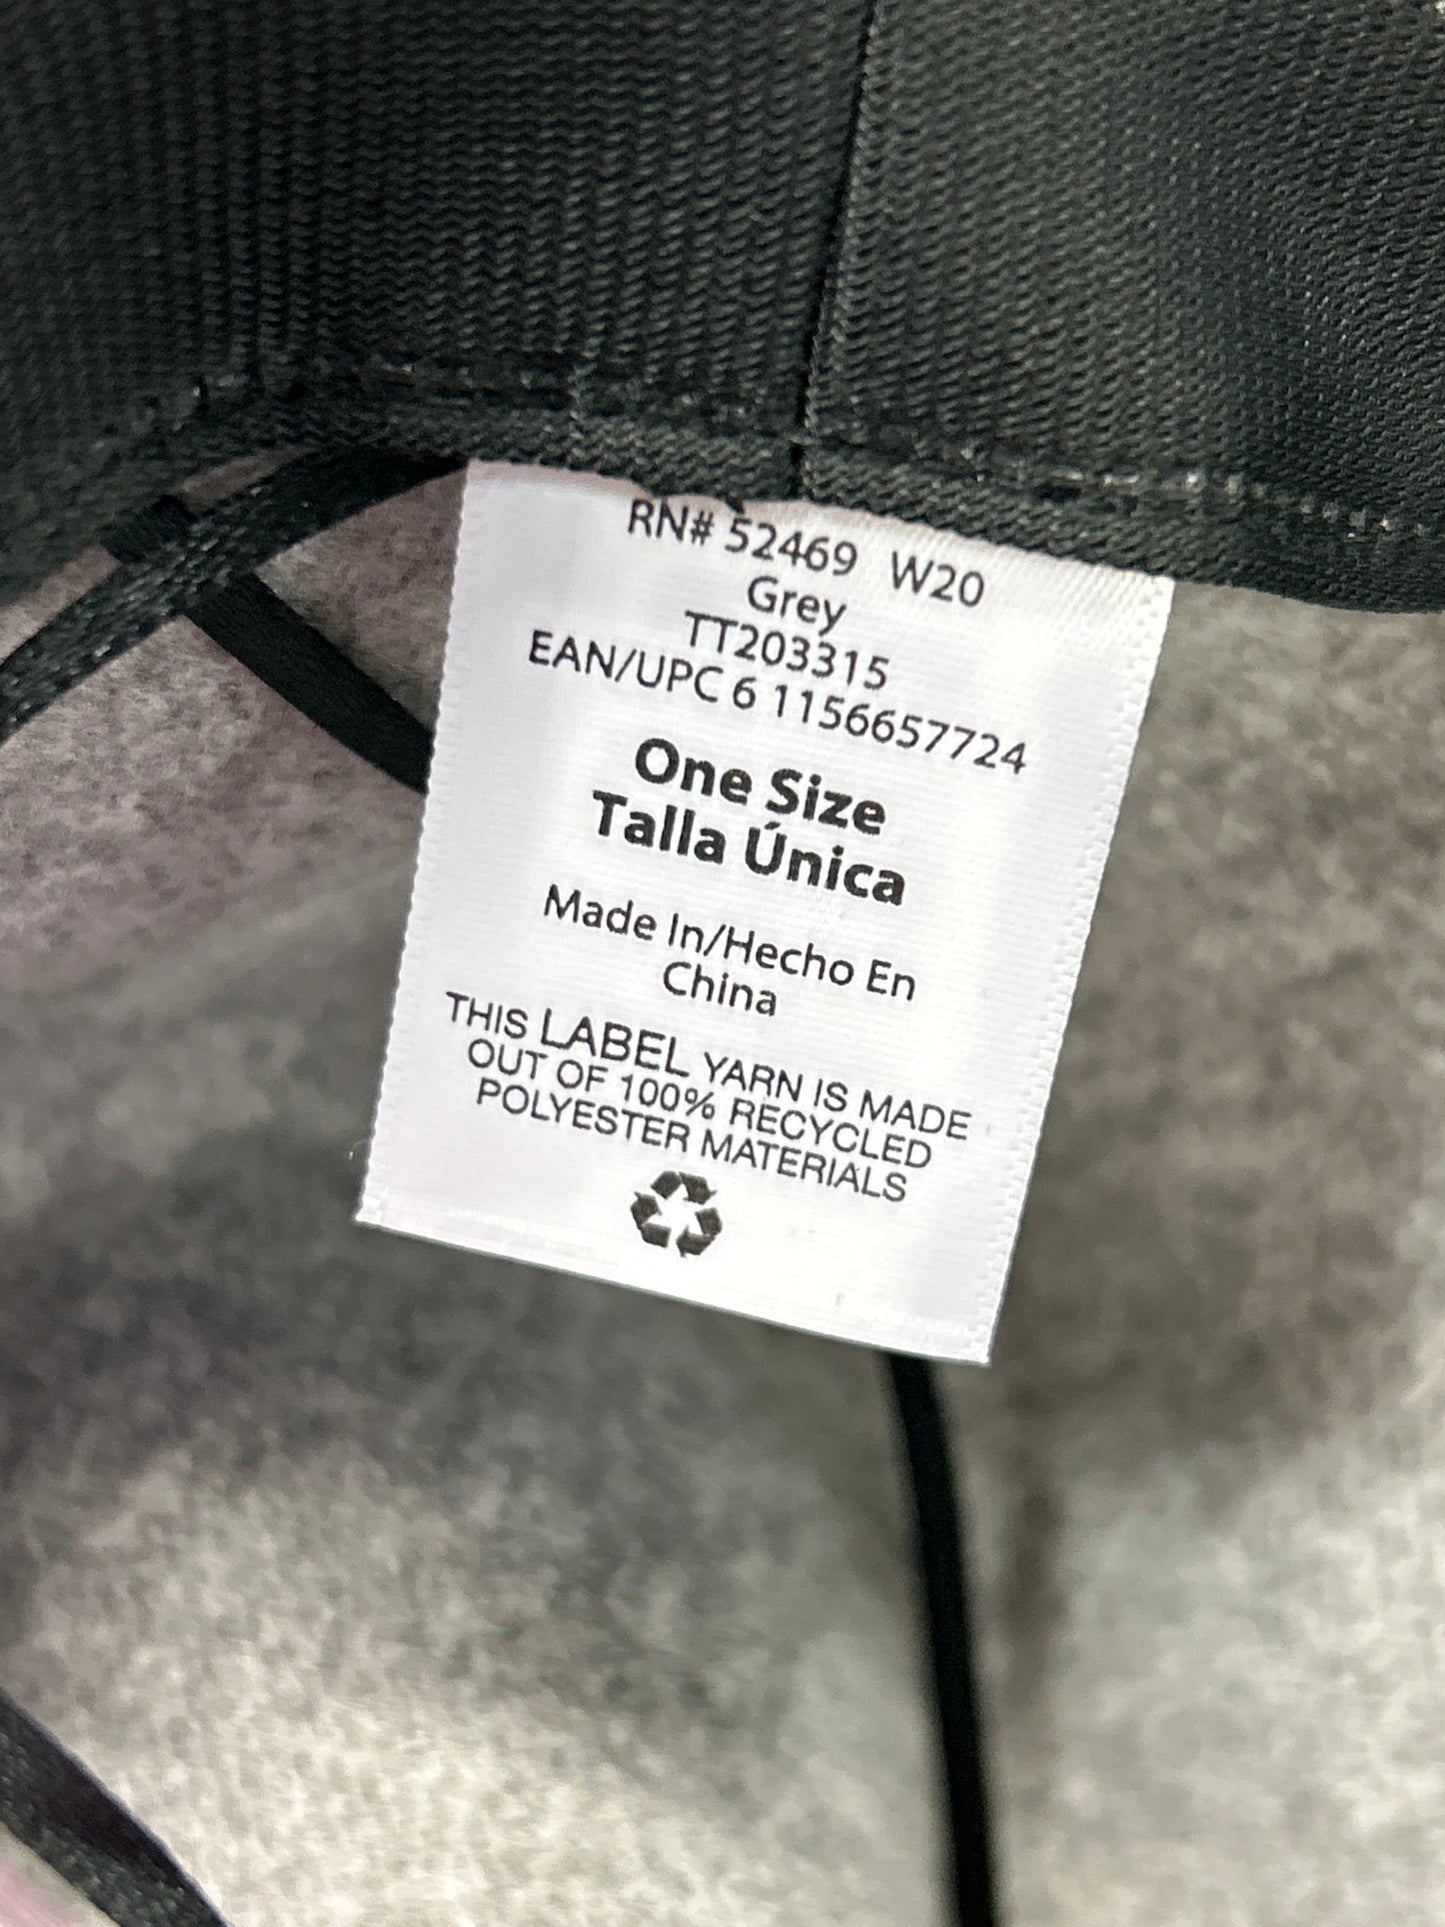 RN# 52469 W20
Grey
TT203315
EAN/UPC 6 1156657724
One Size
Talla Única
Made In/Hecho En
China
THIS LABEL YARN IS MADE
OUT OF 100% RECYCLED
POLYESTER MATERIALS